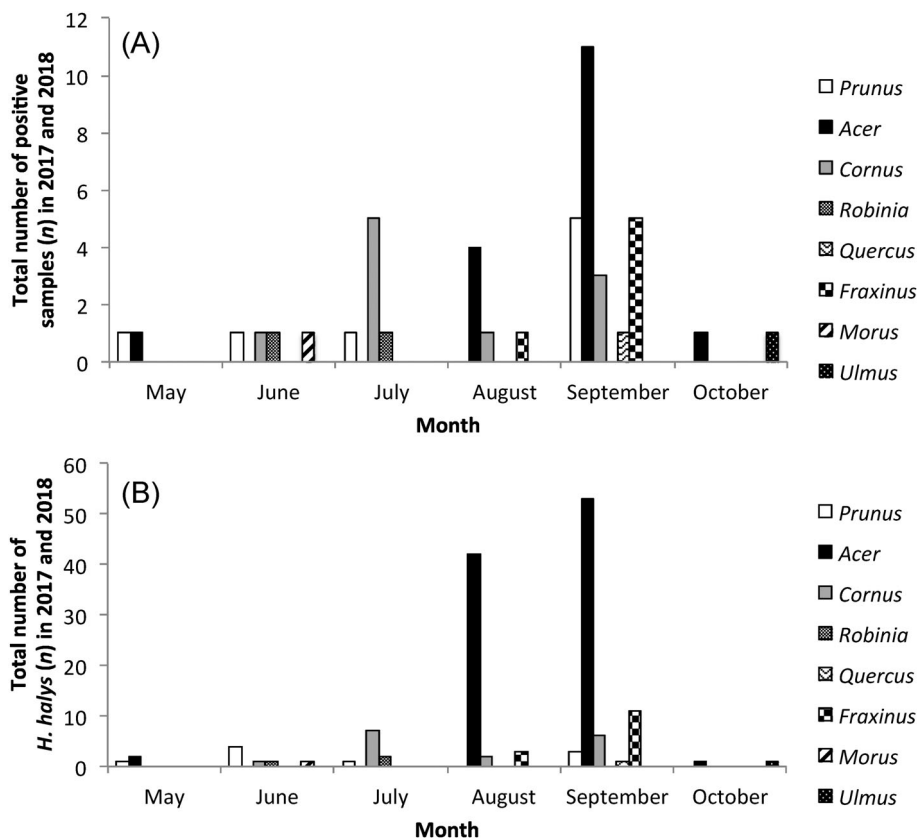 (A)
Total number of positive
samples (n) in 2017 and 2018
12
10
8
6
4
2
0
May June July August September October
Month
Prunus
Acer
Cornus
Robinia
Quercus
Fraxinus
Morus
Ulmus
(B)
Total number of
H. halys (n) in 2017 and 2018
60
50
40
30
20
10
0
May June July August September October
Month
Prunus
Acer
Cornus
Robinia
Quercus
Fraxinus
Morus
Ulmus